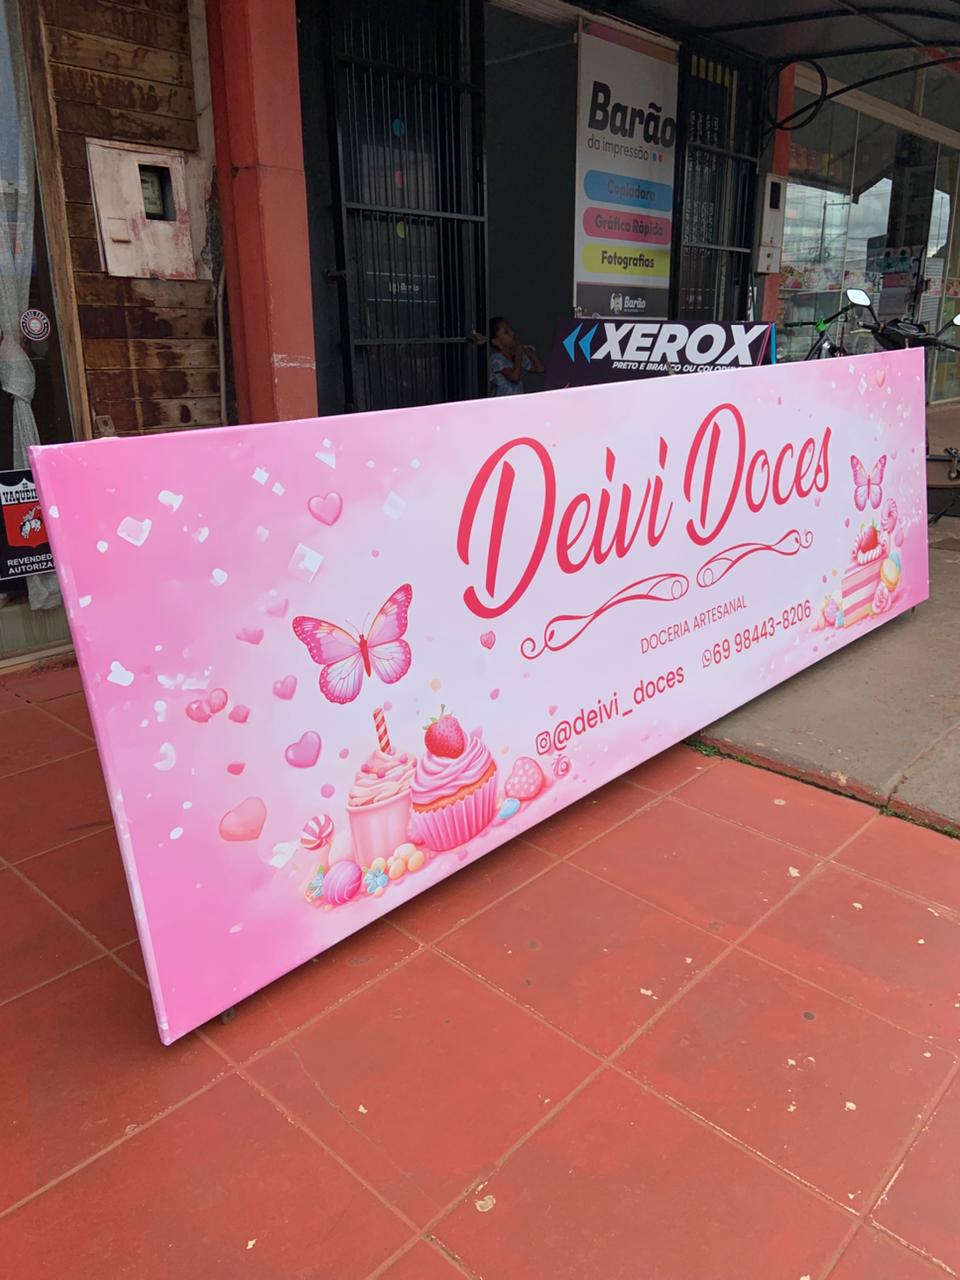 Barão
da impressão
Copiadora
Gráfica Rápida
Fotografias
Barão
XEROX
PRETO E BRANCO OU COLORIDO
Deivi Doces
DOCERIA ARTESANAL
69 98443-8206
@deivi_doces
VAQUEI
REVENDED
AUTORIZA